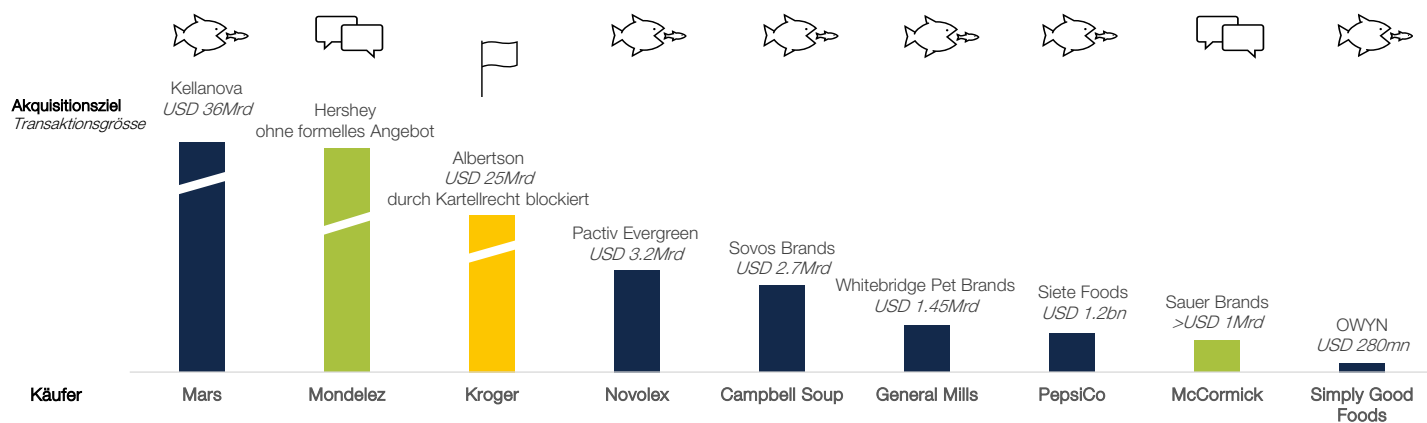 Akquisitionsziel
Transaktionsgrösse
Kellanova
USD 36Mrd
Hershey
ohne formelles Angebot
Albertson
USD 25Mrd
durch Kartellrecht blockiert
Pactiv Evergreen
USD 3.2Mrd
Sovos Brands
USD 2.7Mrd
Whitebridge Pet Brands
USD 1.45Mrd
Siete Foods
USD 1.2bn
Sauer Brands
>USD 1Mrd
OWYN
USD 280mn
Käufer
Mars
Mondelez
Kroger
Novolex
Campbell Soup
General Mills
PepsiCo
McCormick
Simply Good
Foods